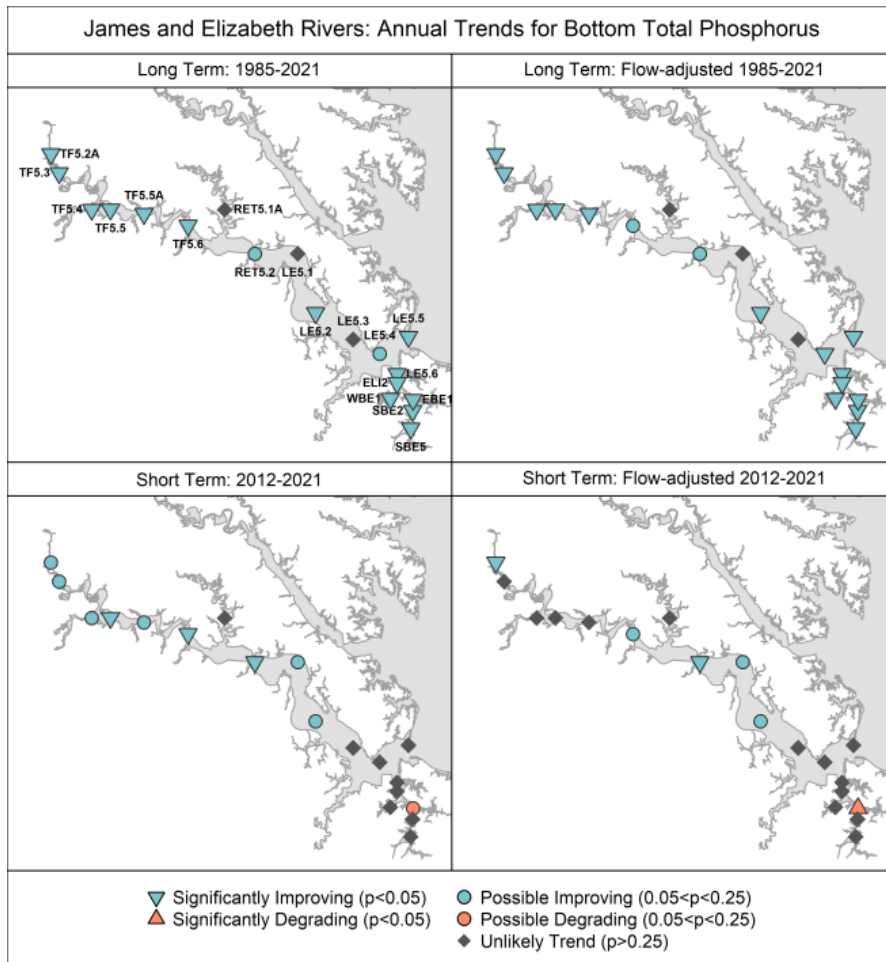 James and Elizabeth Rivers: Annual Trends for Bottom Total Phosphorus
Long Term: 1985-2021
Long Term: Flow-adjusted 1985-2021
TF5.2A
TF5.3
TF5.5A
TF5.4
TF5.5
RET5.1A
TF5.6
RET5.2
LE5.1
LE5.3
LE5.5
LE5.2
LE5.4
LE5.6
ELI2
WBE1
EBE1
SBE2
SBE5
Short Term: 2012-2021
Short Term: Flow-adjusted 2012-2021
Significantly Improving (p<0.05)
Possible Improving (0.05<p<0.25)
Significantly Degrading (p<0.05)
Possible Degrading (0.05<p<0.25)
Unlikely Trend (p>0.25)